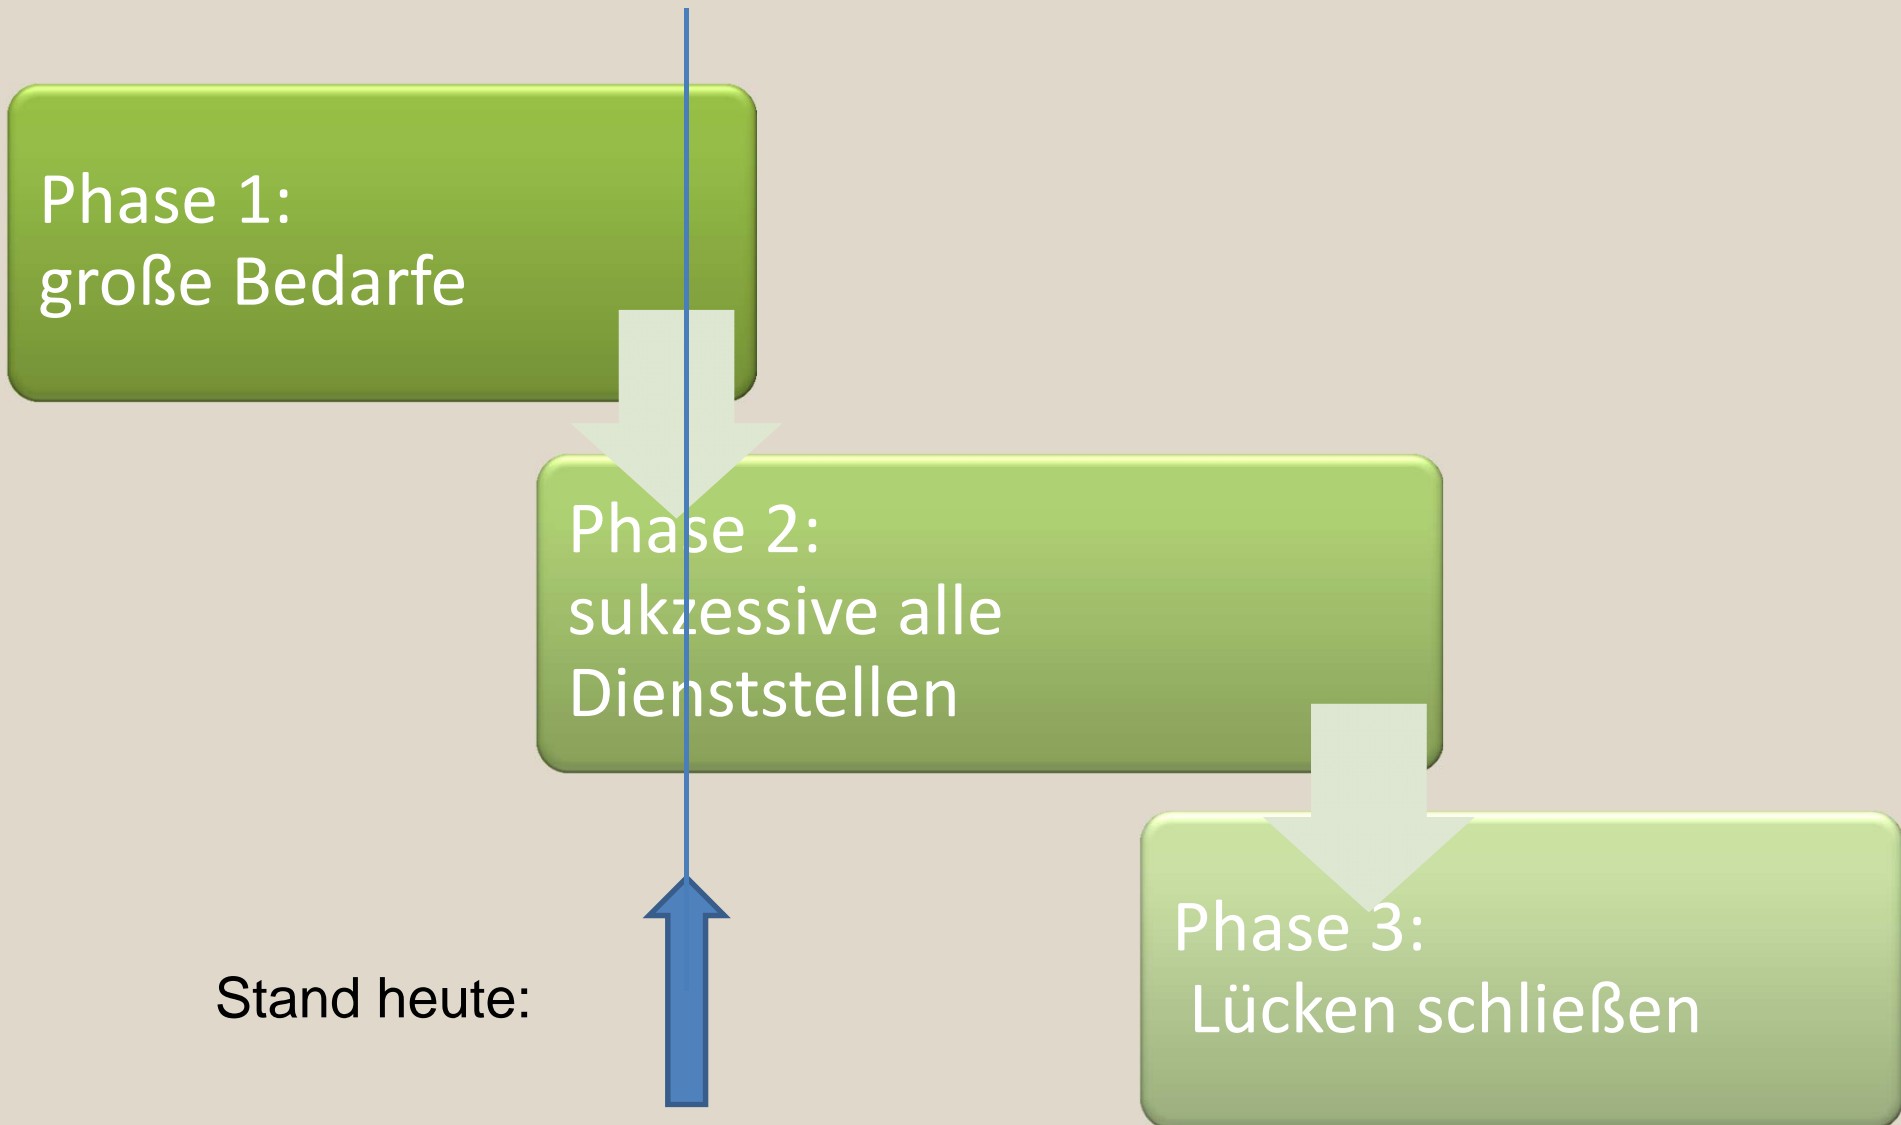 Phase 1:
große Bedarfe
Phase 2:
sukzessive alle
Dienststellen
Phase 3:
Lücken schließen
Stand heute: